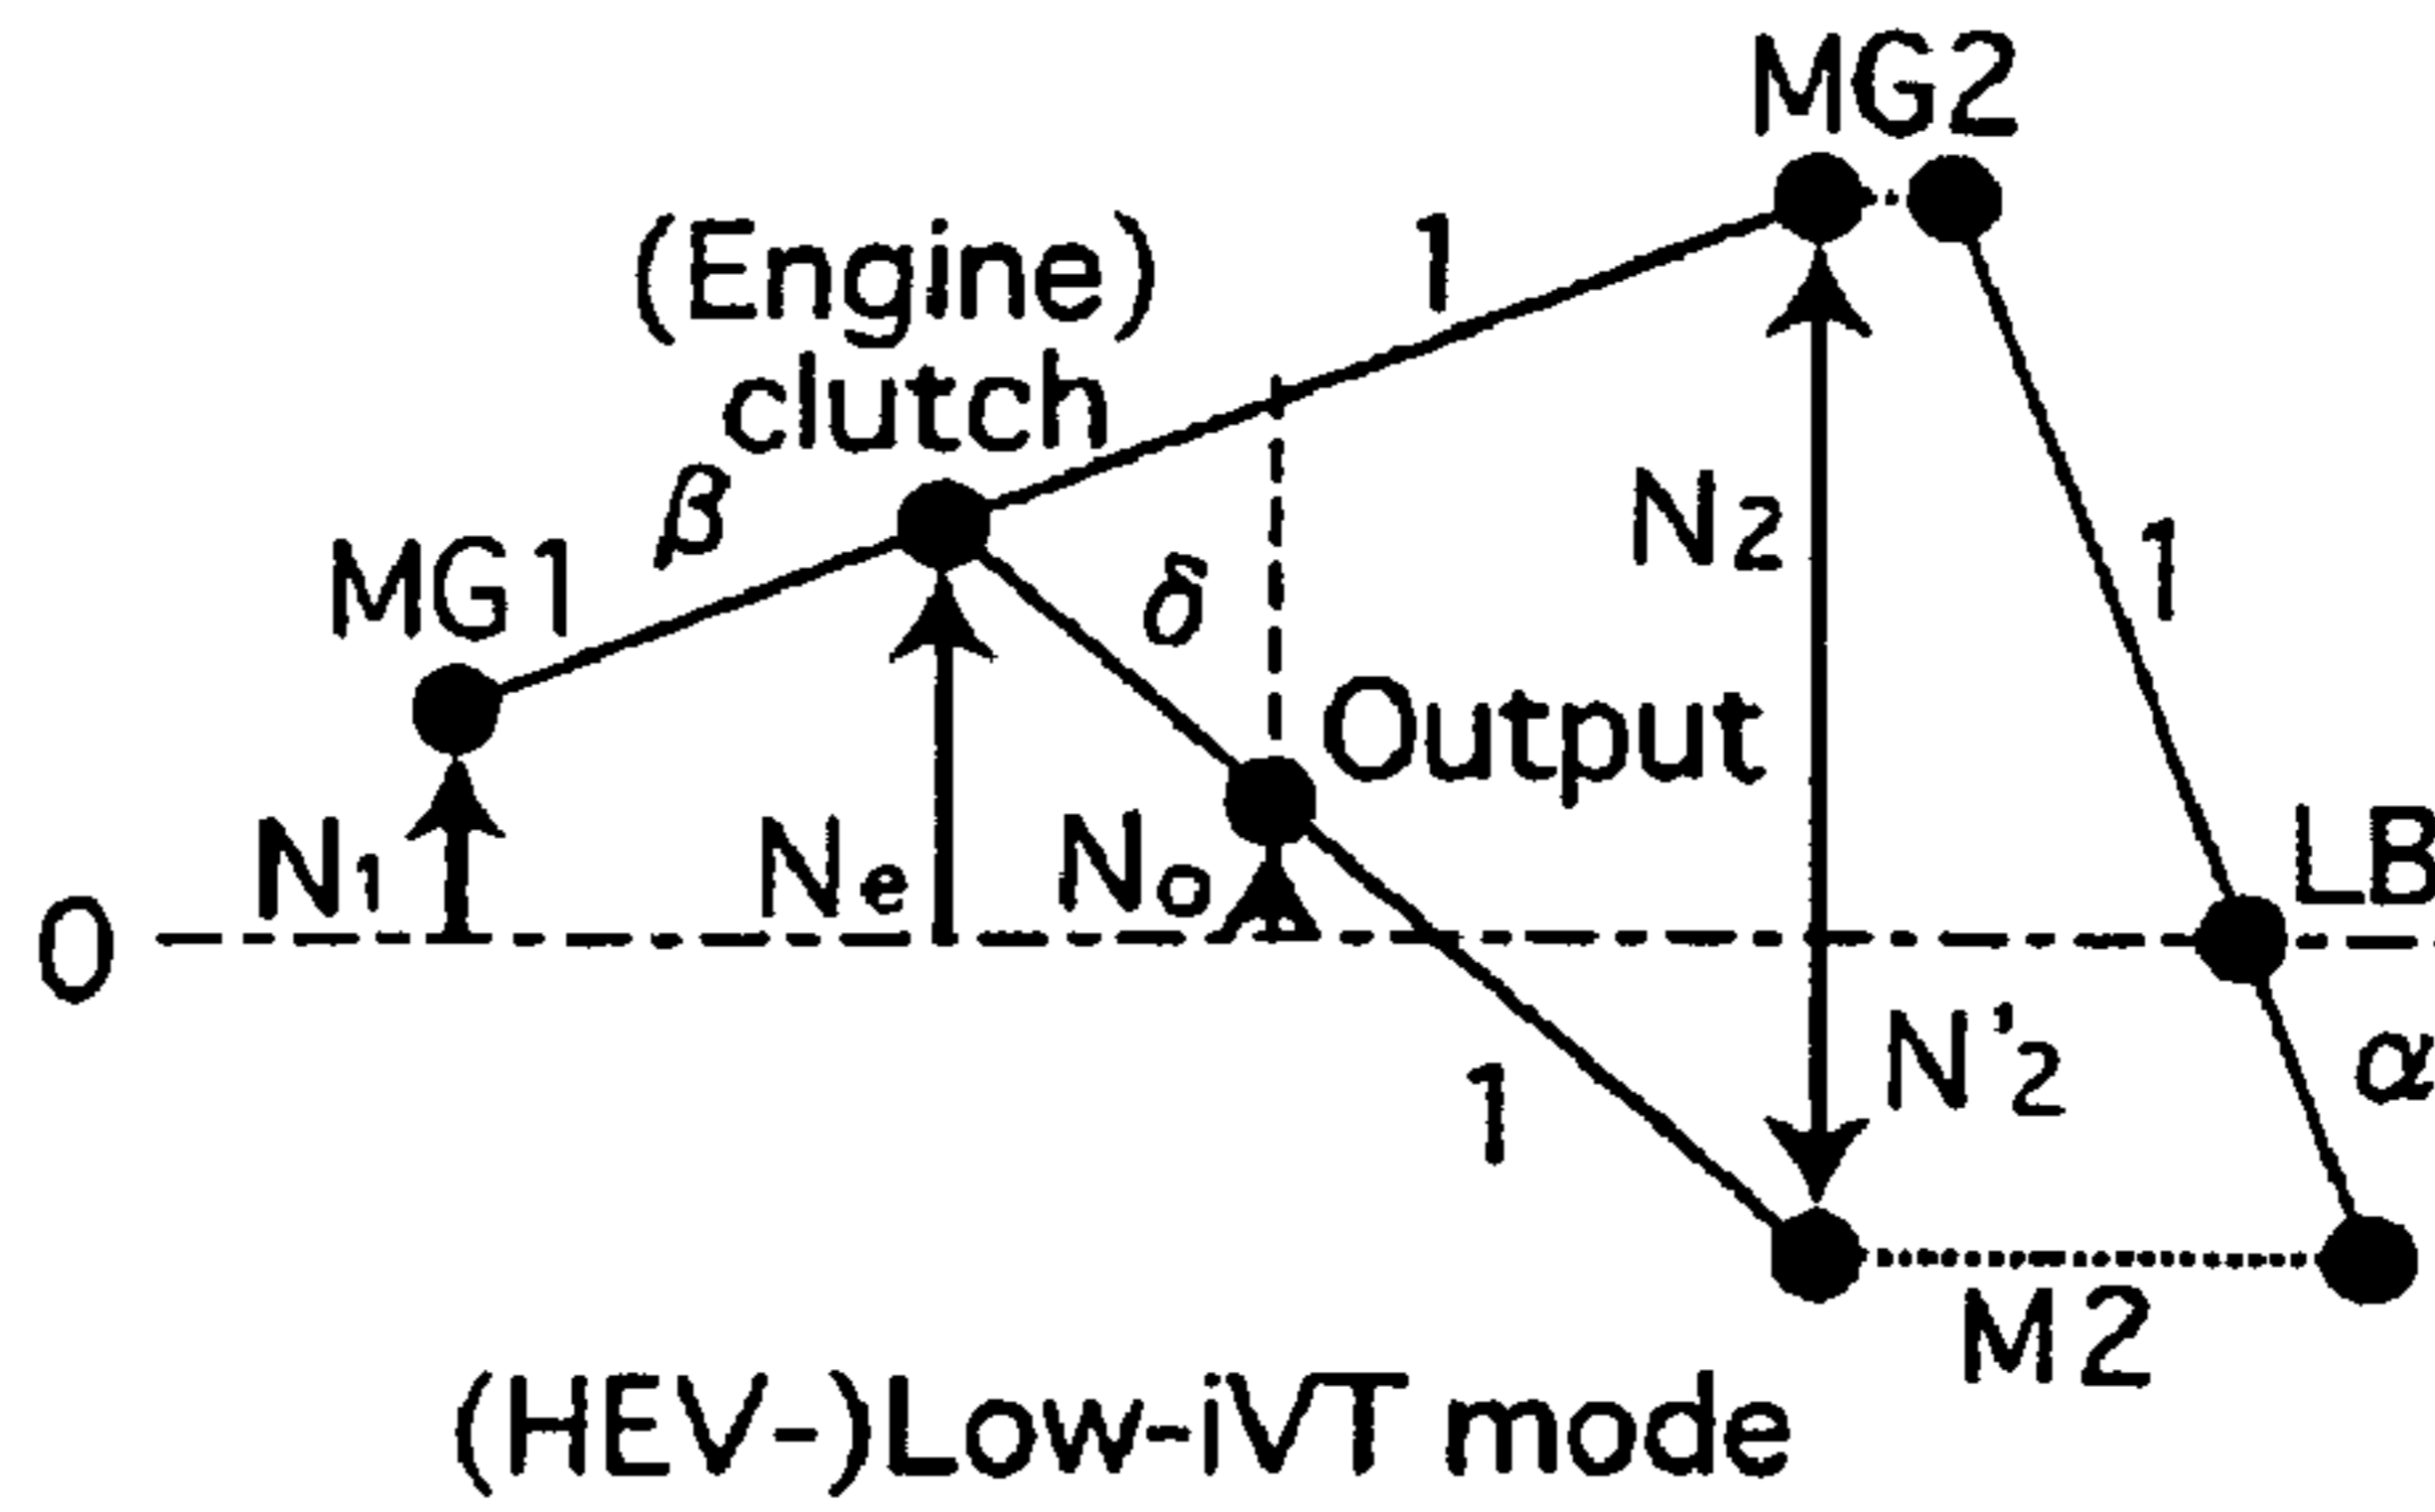 MG2
(Engine)
clutch
1
β
MG1
δ
N2
1
Output
N1
Ne
No
LB
0
N'2
α
1
M2
(HEV-)Low-iVT mode